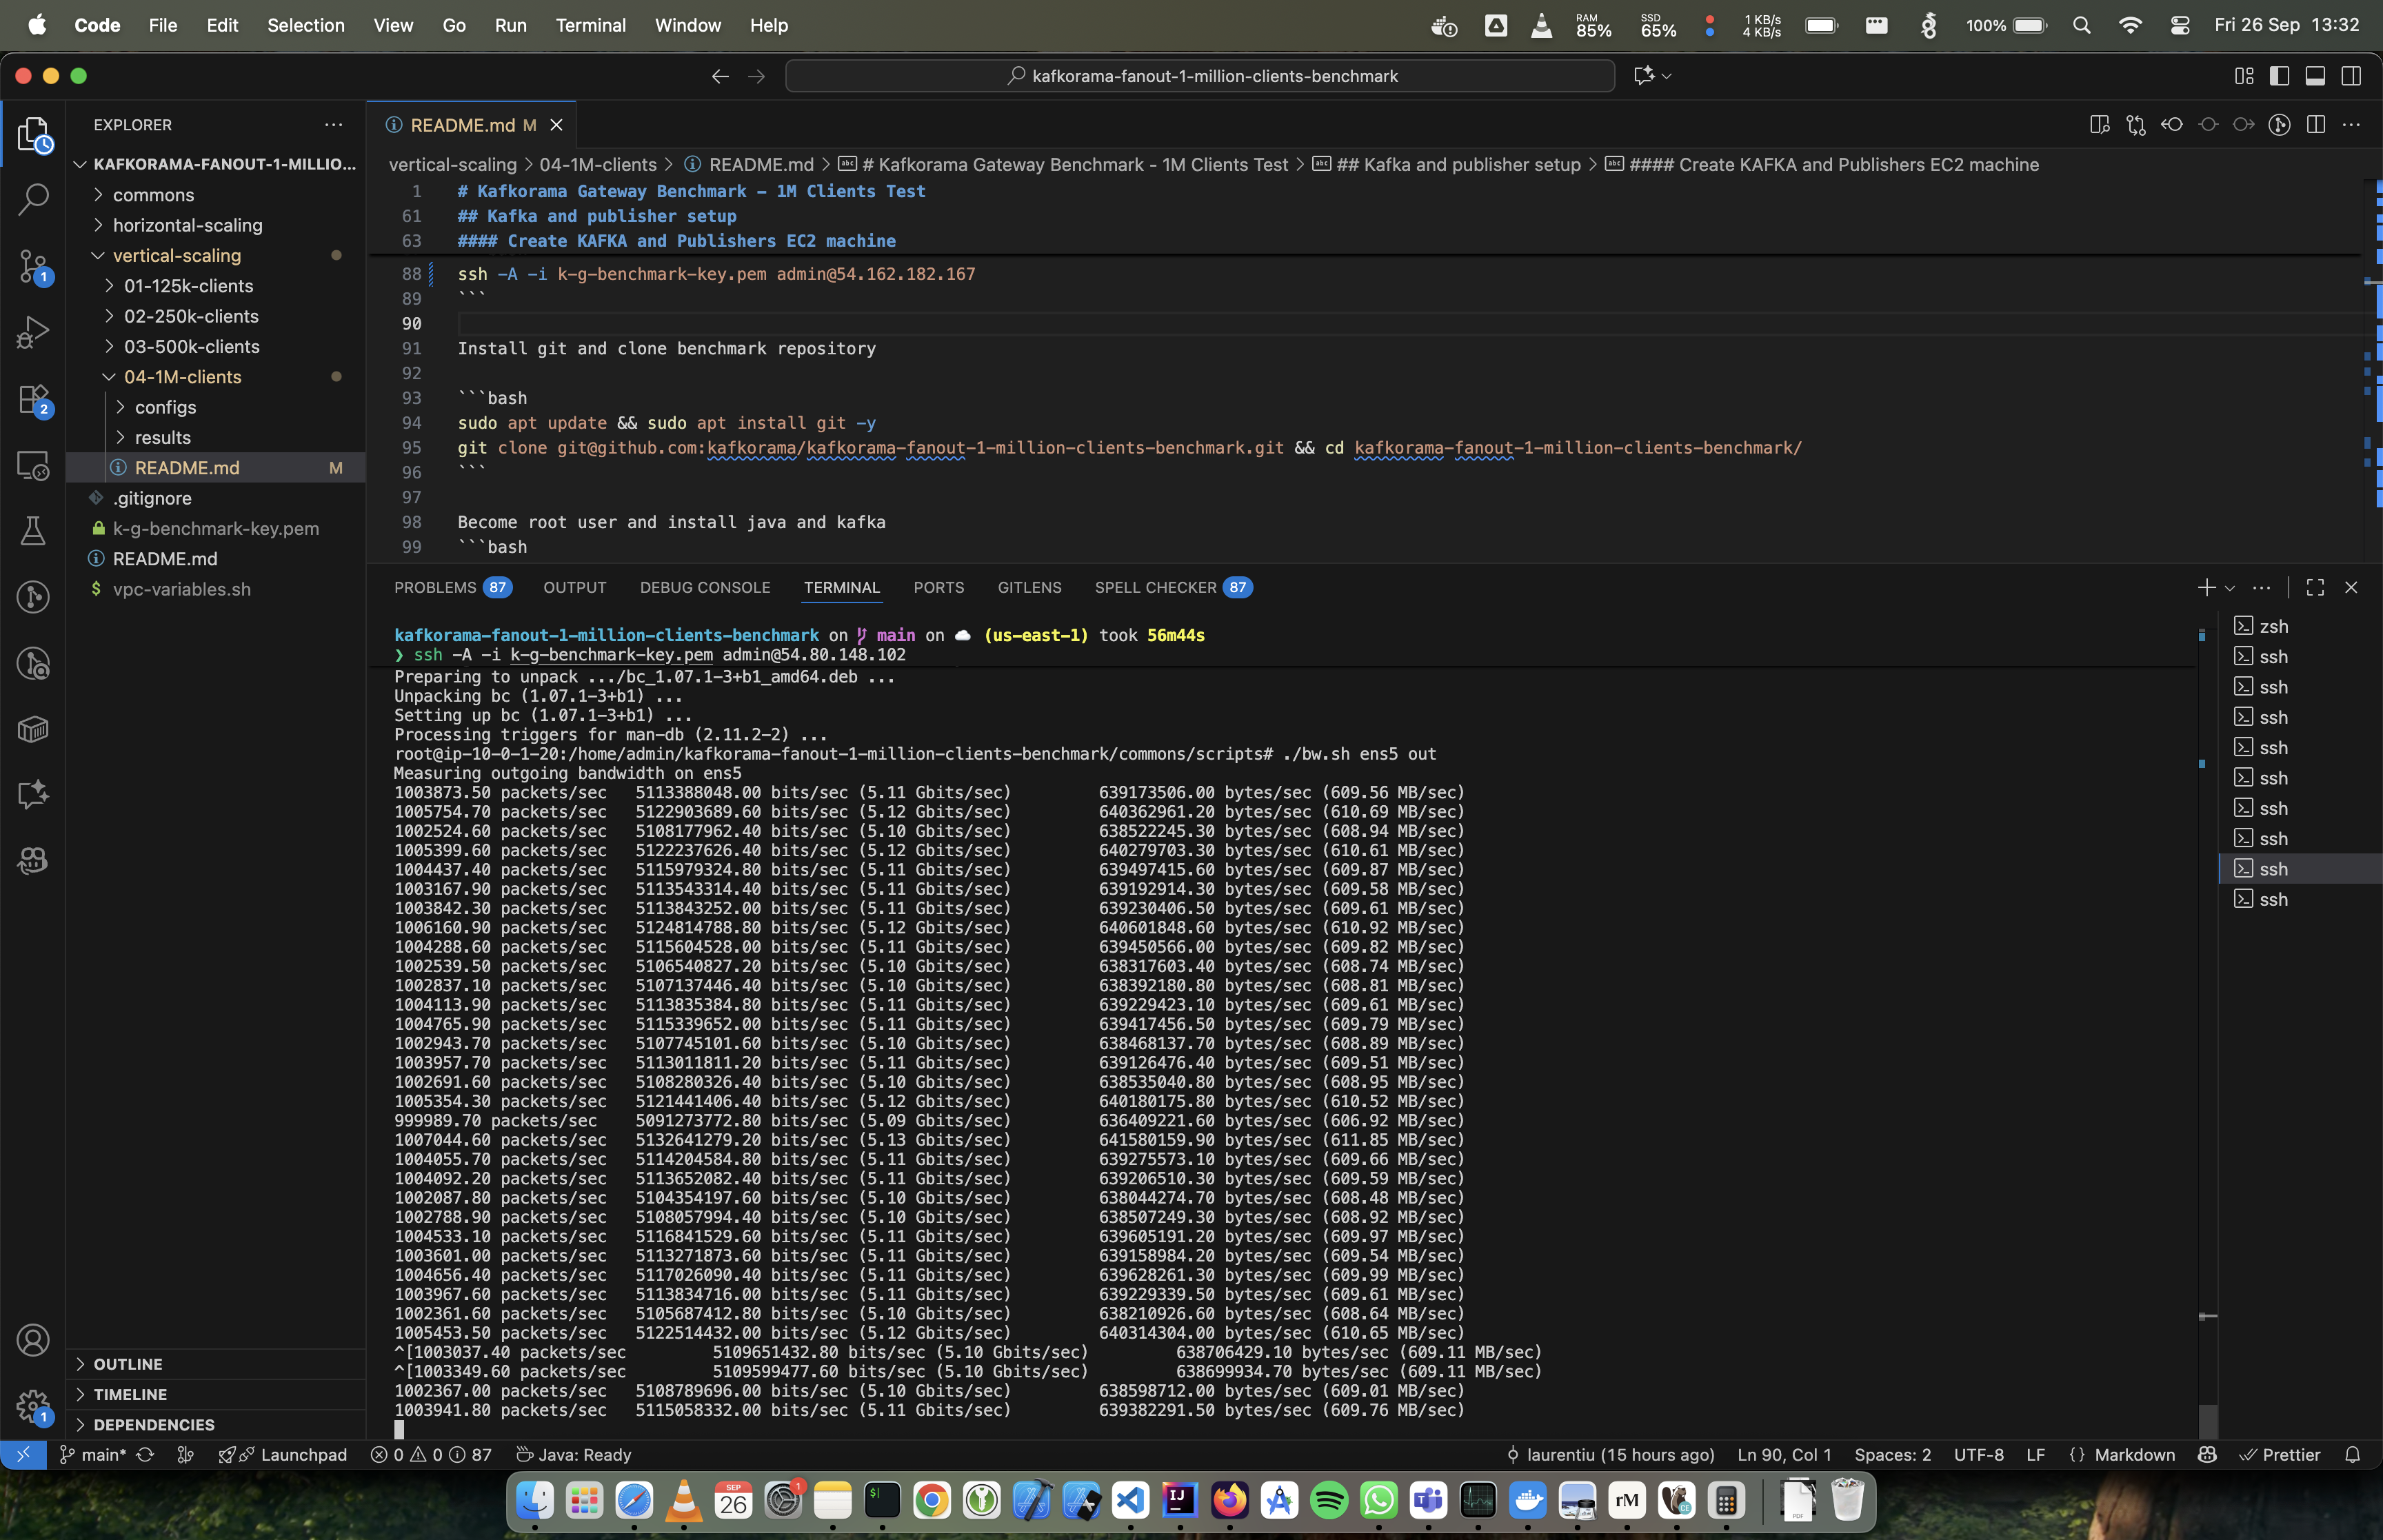 Code File Edit Selection View Go Run Terminal Window Help
RAM 85% SSD 65% 1 KB/s 4 KB/s 100% Fri 26 Sep 13:32
kafkorama-fanout-1-million-clients-benchmark
EXPLORER
KAFKORAMA-FANOUT-1-MILLIO...
commons
horizontal-scaling
vertical-scaling
01-125k-clients
02-250k-clients
03-500k-clients
04-1M-clients
configs
results
README.md M
.gitignore
k-g-benchmark-key.pem
README.md
$ vpc-variables.sh
OUTLINE
TIMELINE
DEPENDENCIES
1
2
1
README.md M
vertical-scaling > 04-1M-clients > README.md > # Kafkorama Gateway Benchmark - 1M Clients Test > ## Kafka and publisher setup > #### Create KAFKA and Publishers EC2 machine
1 # Kafkorama Gateway Benchmark – 1M Clients Test
61 ## Kafka and publisher setup
63 #### Create KAFKA and Publishers EC2 machine
88 ssh -A -i k-g-benchmark-key.pem admin@54.162.182.167
89 ```
90
91 Install git and clone benchmark repository
92
93 ```bash
94 sudo apt update && sudo apt install git -y
95 git clone git@github.com:kafkorama/kafkorama-fanout-1-million-clients-benchmark.git && cd kafkorama-fanout-1-million-clients-benchmark/
96 ```
97
98 Become root user and install java and kafka
99 ```bash
PROBLEMS 87 OUTPUT DEBUG CONSOLE TERMINAL PORTS GITLENS SPELL CHECKER 87
kafkorama-fanout-1-million-clients-benchmark on main on (us-east-1) took 56m44s
❯ ssh -A -i k-g-benchmark-key.pem admin@54.80.148.102
Preparing to unpack .../bc_1.07.1-3+b1_amd64.deb ...
Unpacking bc (1.07.1-3+b1) ...
Setting up bc (1.07.1-3+b1) ...
Processing triggers for man-db (2.11.2-2) ...
root@ip-10-0-1-20:/home/admin/kafkorama-fanout-1-million-clients-benchmark/commons/scripts# ./bw.sh ens5 out
Measuring outgoing bandwidth on ens5
1003873.50 packets/sec 5113388048.00 bits/sec (5.11 Gbits/sec) 639173506.00 bytes/sec (609.56 MB/sec)
1005754.70 packets/sec 5122903689.60 bits/sec (5.12 Gbits/sec) 640362961.20 bytes/sec (610.69 MB/sec)
1002524.60 packets/sec 5108177962.40 bits/sec (5.10 Gbits/sec) 638522245.30 bytes/sec (608.94 MB/sec)
1005399.60 packets/sec 5122237626.40 bits/sec (5.12 Gbits/sec) 640279703.30 bytes/sec (610.61 MB/sec)
1004437.40 packets/sec 5115979324.80 bits/sec (5.11 Gbits/sec) 639497415.60 bytes/sec (609.87 MB/sec)
1003167.90 packets/sec 5113543314.40 bits/sec (5.11 Gbits/sec) 639192914.30 bytes/sec (609.58 MB/sec)
1003842.30 packets/sec 5113843252.00 bits/sec (5.11 Gbits/sec) 639230406.50 bytes/sec (609.61 MB/sec)
1006160.90 packets/sec 5124814788.80 bits/sec (5.12 Gbits/sec) 640601848.60 bytes/sec (610.92 MB/sec)
1004288.60 packets/sec 5115604528.00 bits/sec (5.11 Gbits/sec) 639450566.00 bytes/sec (609.82 MB/sec)
1002539.50 packets/sec 5106540827.20 bits/sec (5.10 Gbits/sec) 638317603.40 bytes/sec (608.74 MB/sec)
1002837.10 packets/sec 5107137446.40 bits/sec (5.10 Gbits/sec) 638392180.80 bytes/sec (608.81 MB/sec)
1004113.90 packets/sec 5113835384.80 bits/sec (5.11 Gbits/sec) 639229423.10 bytes/sec (609.61 MB/sec)
1004765.90 packets/sec 5115339652.00 bits/sec (5.11 Gbits/sec) 639417456.50 bytes/sec (609.79 MB/sec)
1002943.70 packets/sec 5107745101.60 bits/sec (5.10 Gbits/sec) 638468137.70 bytes/sec (608.89 MB/sec)
1003957.70 packets/sec 5113011811.20 bits/sec (5.11 Gbits/sec) 639126476.40 bytes/sec (609.51 MB/sec)
1002691.60 packets/sec 5108280326.40 bits/sec (5.10 Gbits/sec) 638535040.80 bytes/sec (608.95 MB/sec)
1005354.30 packets/sec 5121441406.40 bits/sec (5.12 Gbits/sec) 640180175.80 bytes/sec (610.52 MB/sec)
999989.70 packets/sec 5091273772.80 bits/sec (5.09 Gbits/sec) 636409221.60 bytes/sec (606.92 MB/sec)
1007044.60 packets/sec 5132641279.20 bits/sec (5.13 Gbits/sec) 641580159.90 bytes/sec (611.85 MB/sec)
1004055.70 packets/sec 5114204584.80 bits/sec (5.11 Gbits/sec) 639275573.10 bytes/sec (609.66 MB/sec)
1004092.20 packets/sec 5113652082.40 bits/sec (5.11 Gbits/sec) 639206510.30 bytes/sec (609.59 MB/sec)
1002087.80 packets/sec 5104354197.60 bits/sec (5.10 Gbits/sec) 638044274.70 bytes/sec (608.48 MB/sec)
1002788.90 packets/sec 5108057994.40 bits/sec (5.10 Gbits/sec) 638507249.30 bytes/sec (608.92 MB/sec)
1004533.10 packets/sec 5116841529.60 bits/sec (5.11 Gbits/sec) 639605191.20 bytes/sec (609.97 MB/sec)
1003601.00 packets/sec 5113271873.60 bits/sec (5.11 Gbits/sec) 639158984.20 bytes/sec (609.54 MB/sec)
1004656.40 packets/sec 5117026090.40 bits/sec (5.11 Gbits/sec) 639628261.30 bytes/sec (609.99 MB/sec)
1003967.60 packets/sec 5113834716.00 bits/sec (5.11 Gbits/sec) 639229339.50 bytes/sec (609.61 MB/sec)
1002361.60 packets/sec 5105687412.80 bits/sec (5.10 Gbits/sec) 638210926.60 bytes/sec (608.64 MB/sec)
1005453.50 packets/sec 5122514432.00 bits/sec (5.12 Gbits/sec) 640314304.00 bytes/sec (610.65 MB/sec)
^[1003037.40 packets/sec 5109651432.80 bits/sec (5.10 Gbits/sec) 638706429.10 bytes/sec (609.11 MB/sec)
^[1003349.60 packets/sec 5109599477.60 bits/sec (5.10 Gbits/sec) 638699934.70 bytes/sec (609.11 MB/sec)
1002367.00 packets/sec 5108789696.00 bits/sec (5.10 Gbits/sec) 638598712.00 bytes/sec (609.01 MB/sec)
1003941.80 packets/sec 5115058332.00 bits/sec (5.11 Gbits/sec) 639382291.50 bytes/sec (609.76 MB/sec)
zsh
ssh
ssh
ssh
ssh
ssh
ssh
ssh
ssh
ssh
main* Launchpad 0 0 87 Java: Ready laurentiu (15 hours ago) Ln 90, Col 1 Spaces: 2 UTF-8 LF {} Markdown Prettier
SEP 26 1 $ IJ rM CE PDF